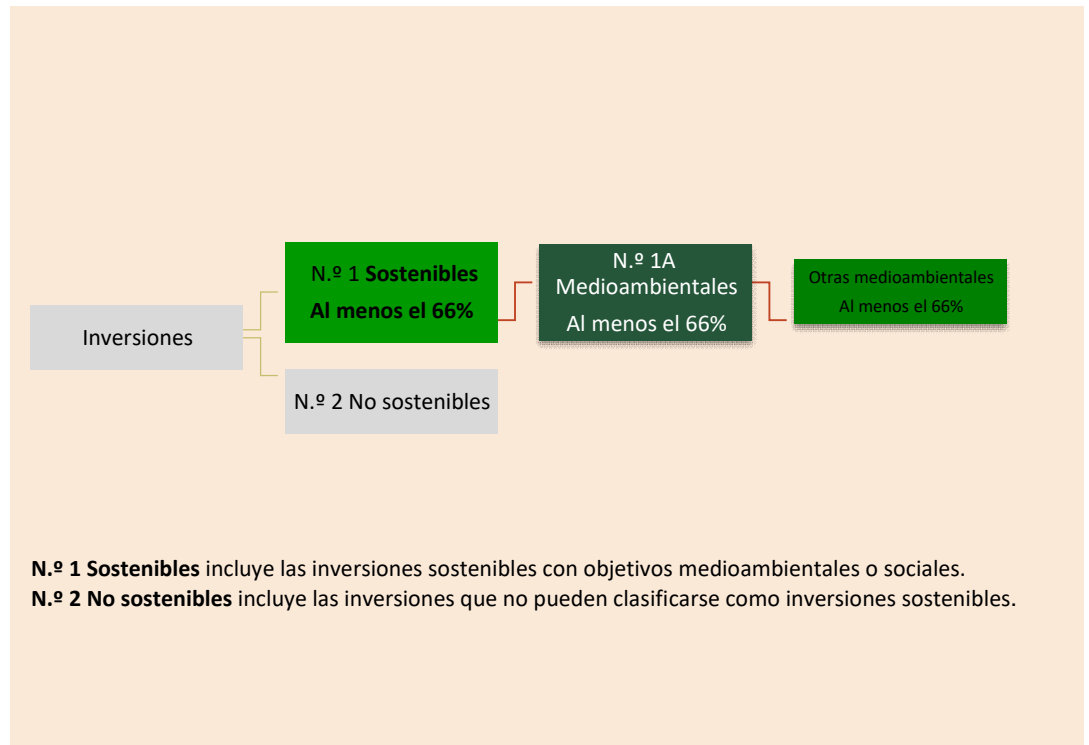 N.º 1 Sostenibles
Al menos el 66%
N.º 1A
Medioambientales
Al menos el 66%
Otras medioambientales
Al menos el 66%
Inversiones
N.º 2 No sostenibles
N.º 1 Sostenibles incluye las inversiones sostenibles con objetivos medioambientales o sociales.
N.º 2 No sostenibles incluye las inversiones que no pueden clasificarse como inversiones sostenibles.